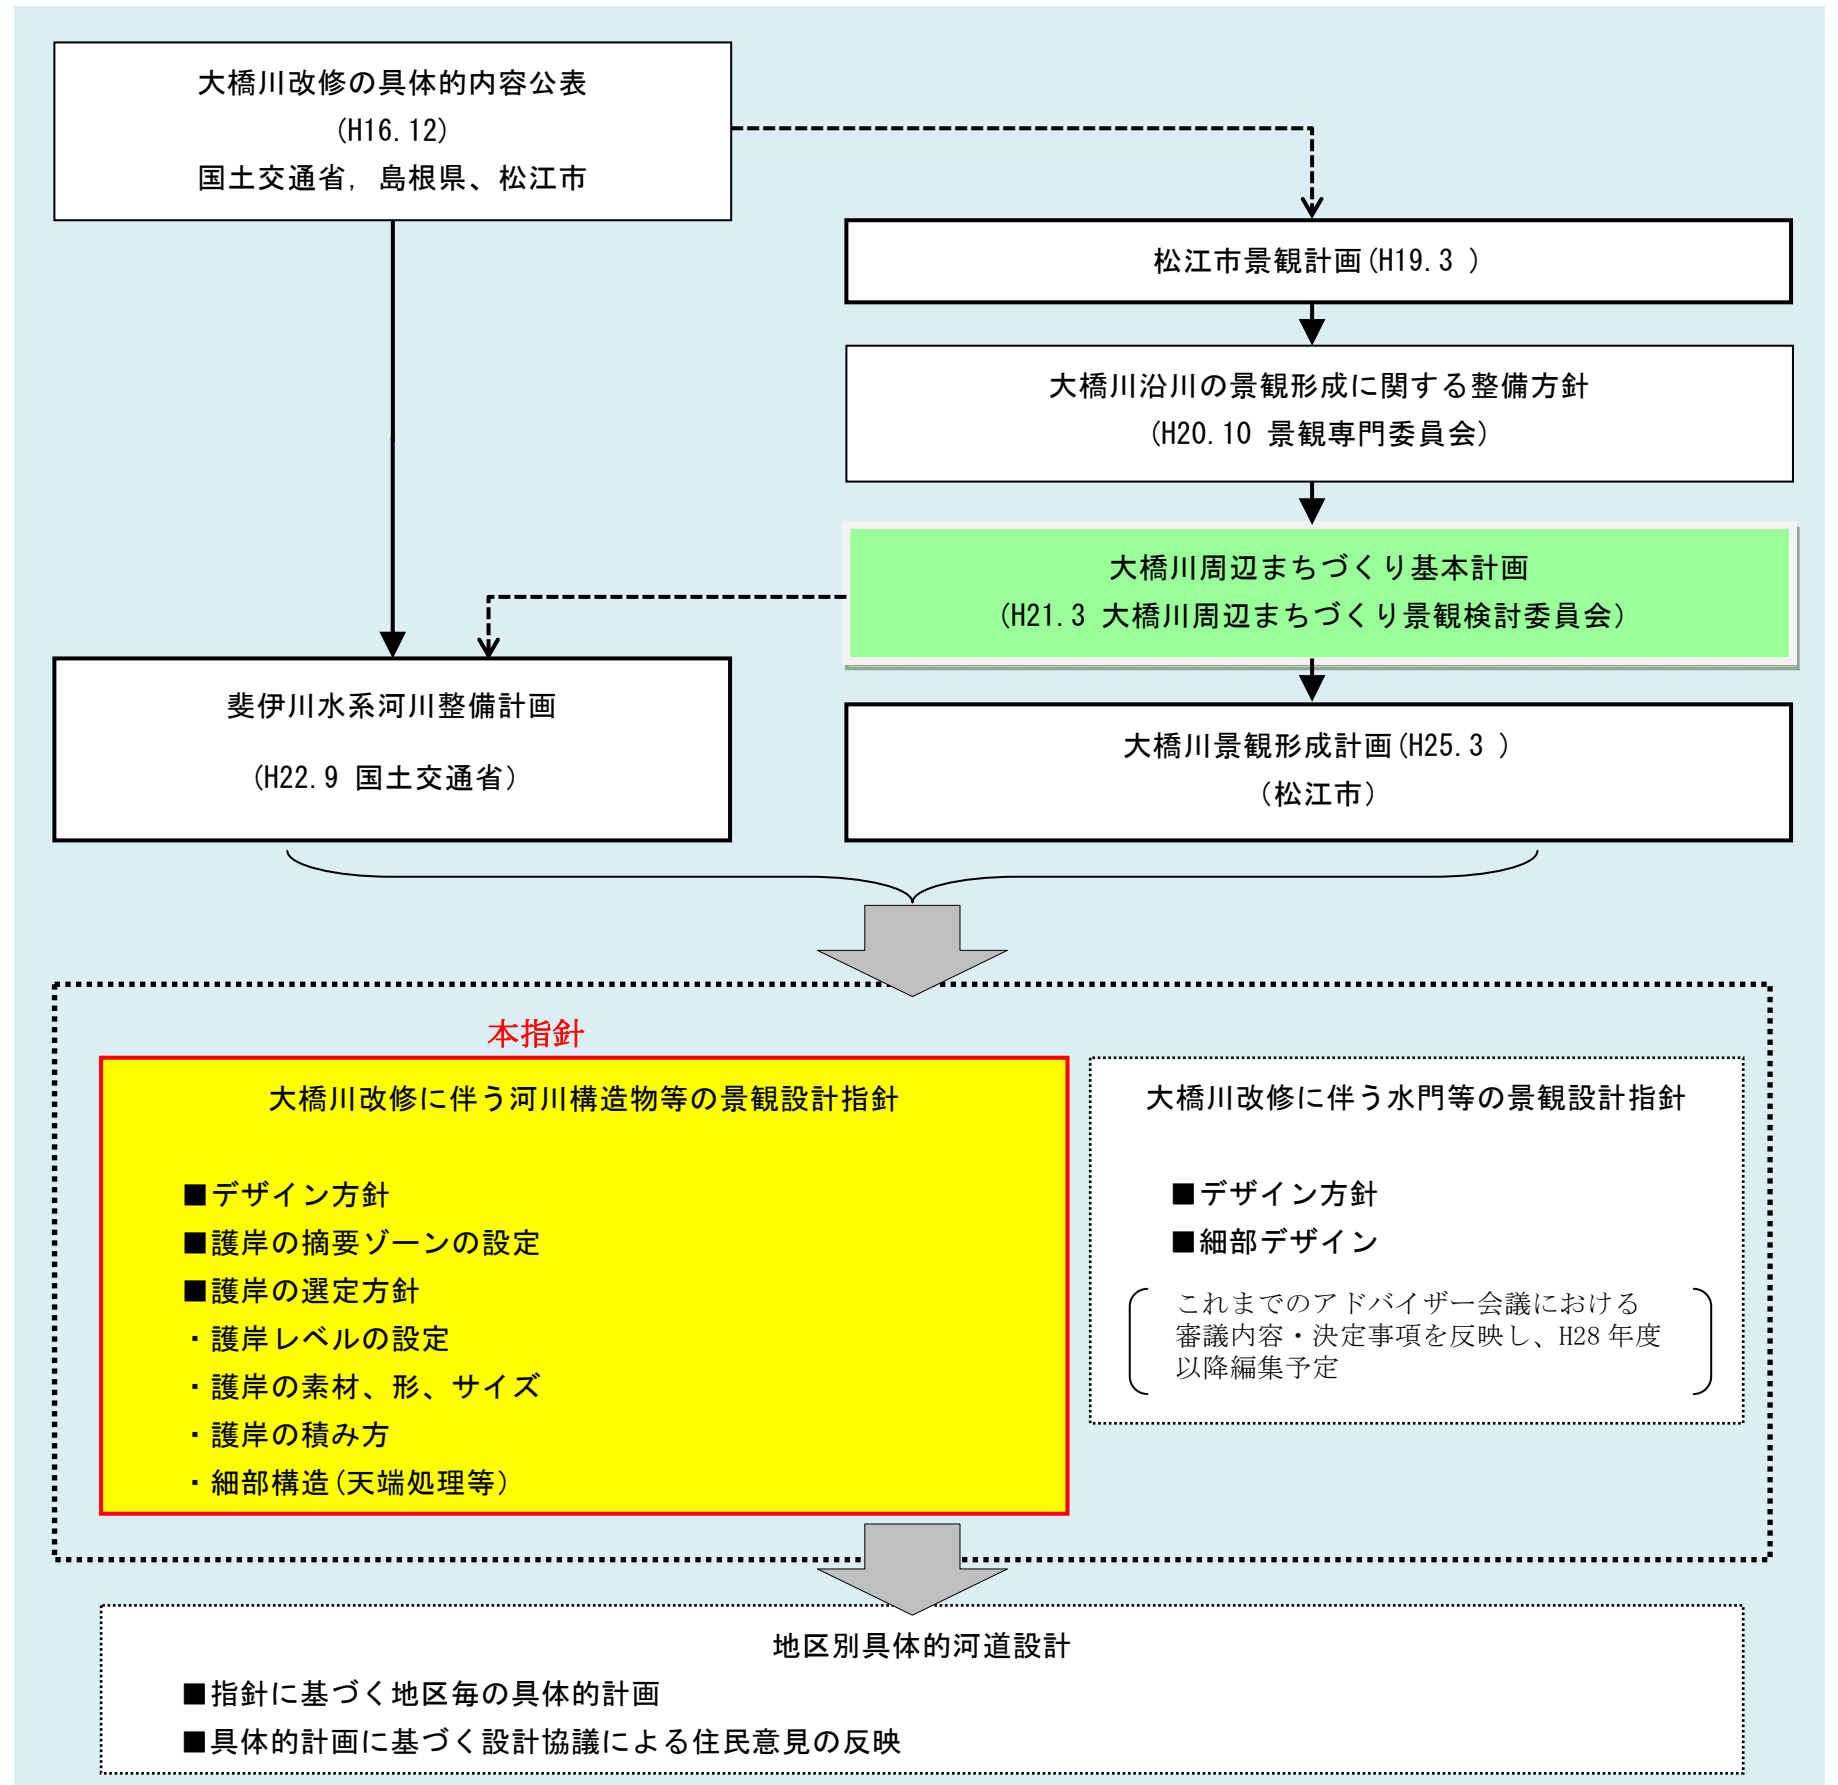 大橋川改修の具体的内容公表
(H16.12)
国土交通省, 島根県、松江市
松江市景観計画(H19.3 )
大橋川沿川の景観形成に関する整備方針
(H20.10 景観専門委員会)
大橋川周辺まちづくり基本計画
(H21.3 大橋川周辺まちづくり景観検討委員会)
斐伊川水系河川整備計画
(H22.9 国土交通省)
大橋川景観形成計画(H25.3 )
(松江市)
本指針
大橋川改修に伴う河川構造物等の景観設計指針
■デザイン方針
■護岸の摘要ゾーンの設定
■護岸の選定方針
・護岸レベルの設定
・護岸の素材、形、サイズ
・護岸の積み方
・細部構造(天端処理等)
大橋川改修に伴う水門等の景観設計指針
■デザイン方針
■細部デザイン
これまでのアドバイザー会議における
審議内容・決定事項を反映し、H28年度
以降編集予定
地区別具体的河道設計
■指針に基づく地区毎の具体的計画
■具体的計画に基づく設計協議による住民意見の反映